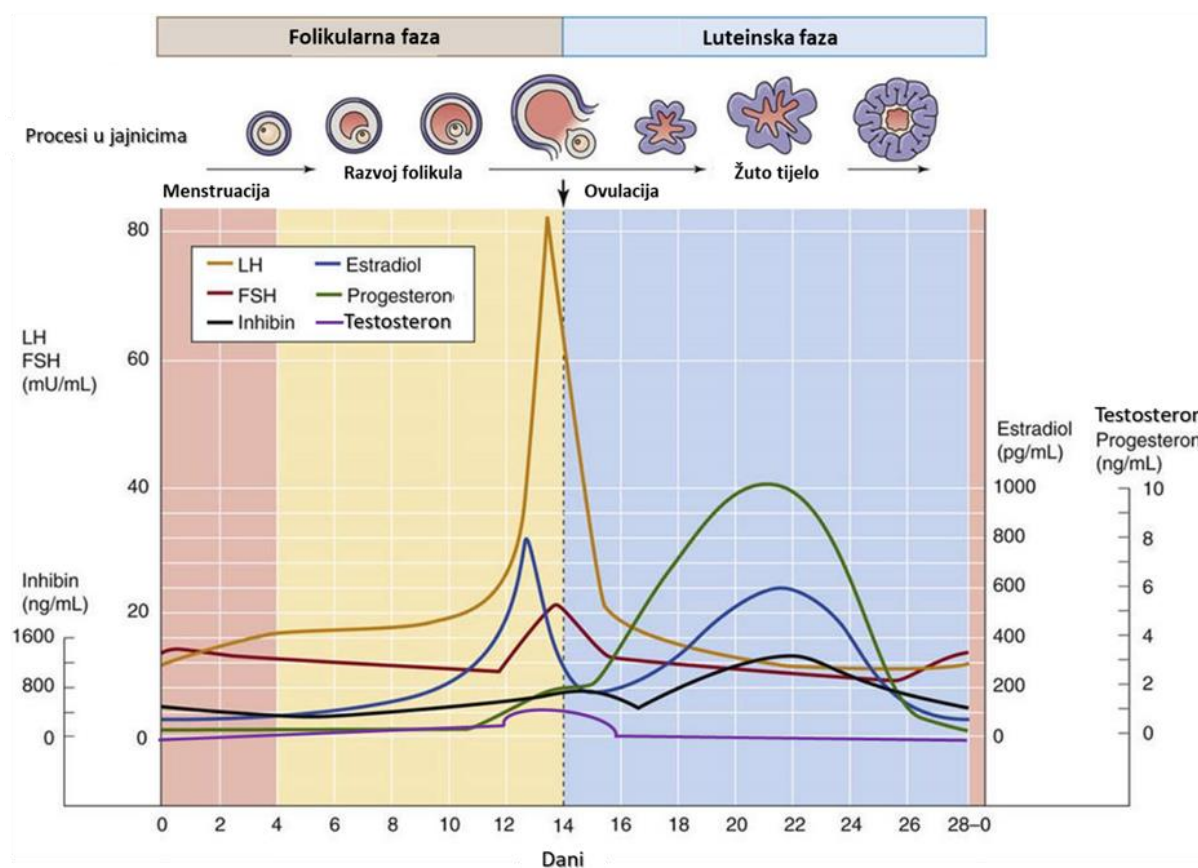 Folikularna faza
Luteinska faza
Procesi u jajnicima
Menstruacija
Razvoj folikula
Ovulacija
Žuto tijelo
LH
FSH
Inhibin
Estradiol
Progesteron
Testosteron
LH
FSH
(mU/mL)
80
60
40
20
0
Inhibin
(ng/mL)
1600
800
0
Estradiol
(pg/mL)
1000
800
600
400
200
0
Testosteron
Progesteron
(ng/mL)
10
8
6
4
2
0
0 2 4 6 8 10 12 14 16 18 20 22 24 26 28–0
Dani